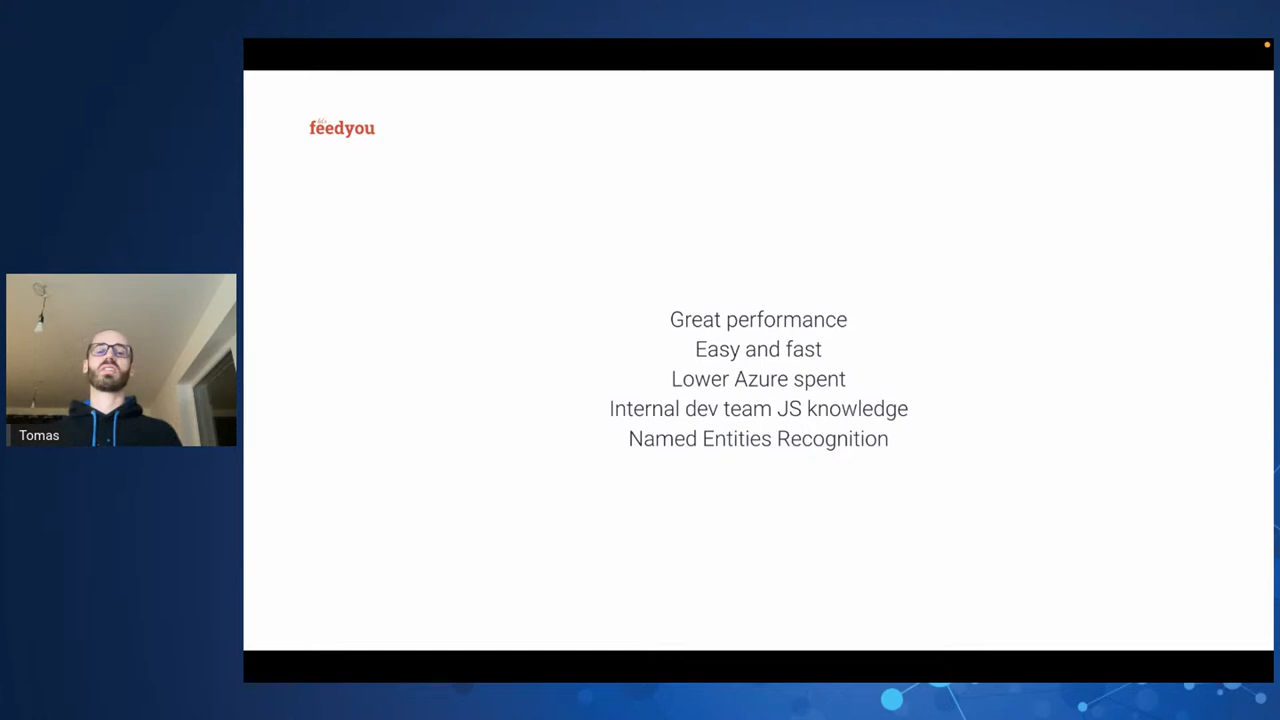 feedyou
Great performance
Easy and fast
Lower Azure spent
Internal dev team JS knowledge
Named Entities Recognition
Tomas